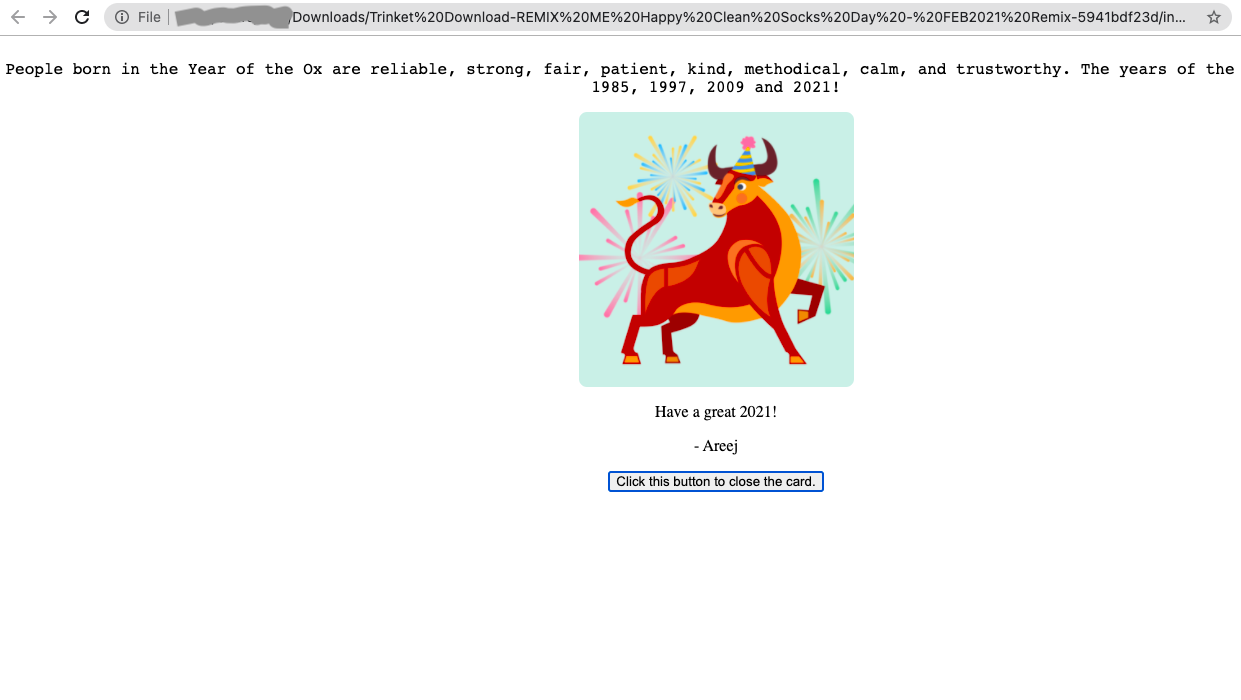 File
/Downloads/Trinket%20Download-REMIX%20ME%20Happy%20Clean%20Socks%20Day%20-%20FEB2021%20Remix-5941bdf23d/in...
People born in the Year of the Ox are reliable, strong, fair, patient, kind, methodical, calm, and trustworthy. The years of the
1985, 1997, 2009 and 2021!
Have a great 2021!
- Areej
Click this button to close the card.